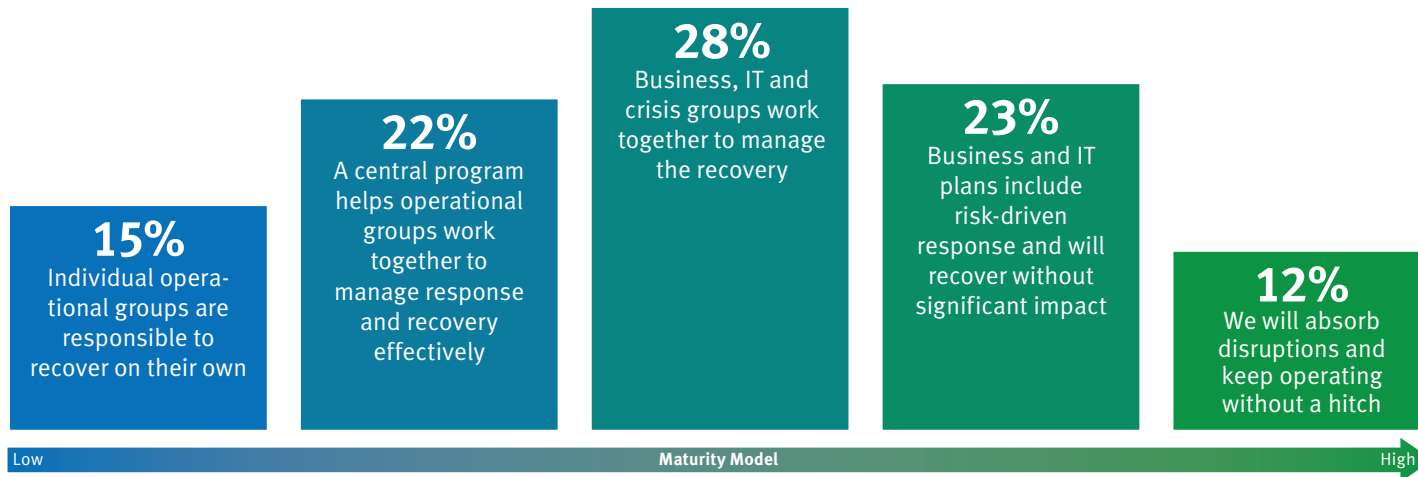 15%
Individual opera-
tional groups are
responsible to
recover on their own
22%
A central program
helps operational
groups work
together to
manage response
and recovery
effectively
28%
Business, IT and
crisis groups work
together to manage
the recovery
23%
Business and IT
plans include
risk-driven
response and will
recover without
significant impact
12%
We will absorb
disruptions and
keep operating
without a hitch
Low
Maturity Model
High